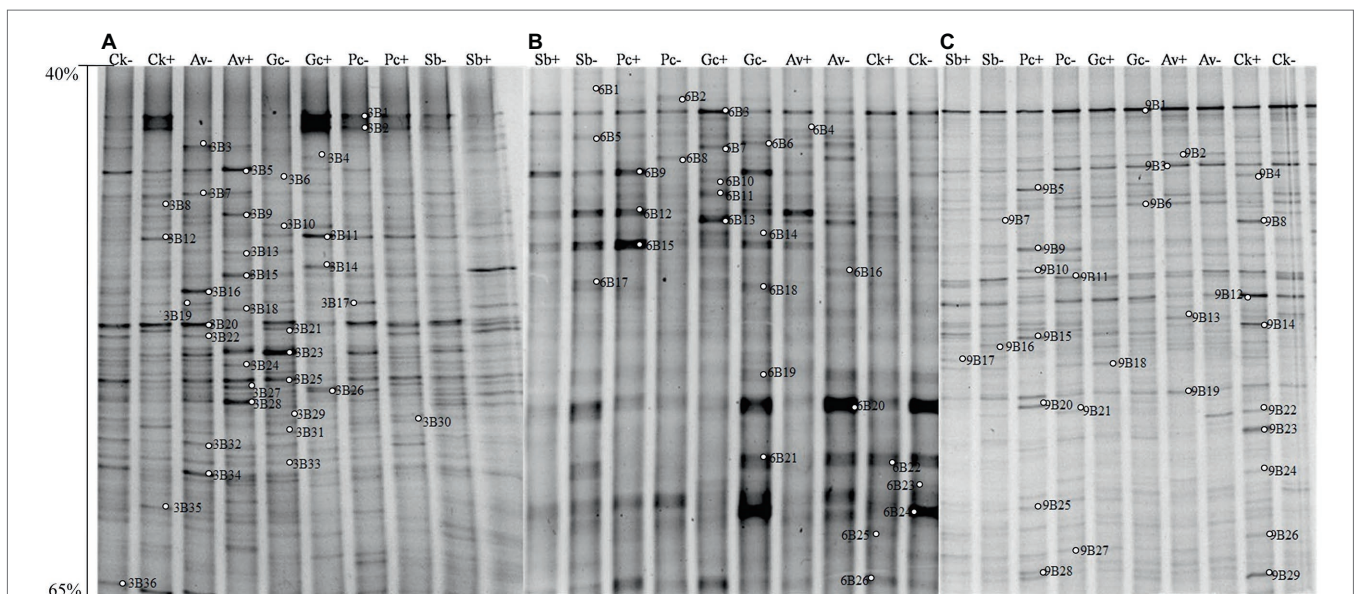 A
Ck- Ck+ Av- Av+ Gc- Gc+ Pc- Pc+ Sb- Sb+
40%
3B1
3B2
3B3
3B4
3B5
3B6
3B7
3B8
3B9
3B10
3B11
3B12
3B13
3B14
3B15
3B16
3B17
3B18
3B19
3B20
3B21
3B22
3B23
3B24
3B25
3B26
3B27
3B28
3B29
3B30
3B31
3B32
3B33
3B34
3B35
3B36
65%
B
Sb+ Sb- Pc+ Pc- Gc+ Gc- Av+ Av- Ck+ Ck-
6B1
6B2
6B3
6B4
6B5
6B6
6B7
6B8
6B9
6B10
6B11
6B12
6B13
6B14
6B15
6B16
6B17
6B18
6B19
6B20
6B21
6B22
6B23
6B24
6B25
6B26
C
Sb+ Sb- Pc+ Pc- Gc+ Gc- Av+ Av- Ck+ Ck-
9B1
9B2
9B3
9B4
9B5
9B6
9B7
9B8
9B9
9B10
9B11
9B12
9B13
9B14
9B15
9B16
9B17
9B18
9B19
9B20
9B21
9B22
9B23
9B24
9B25
9B26
9B27
9B28
9B29